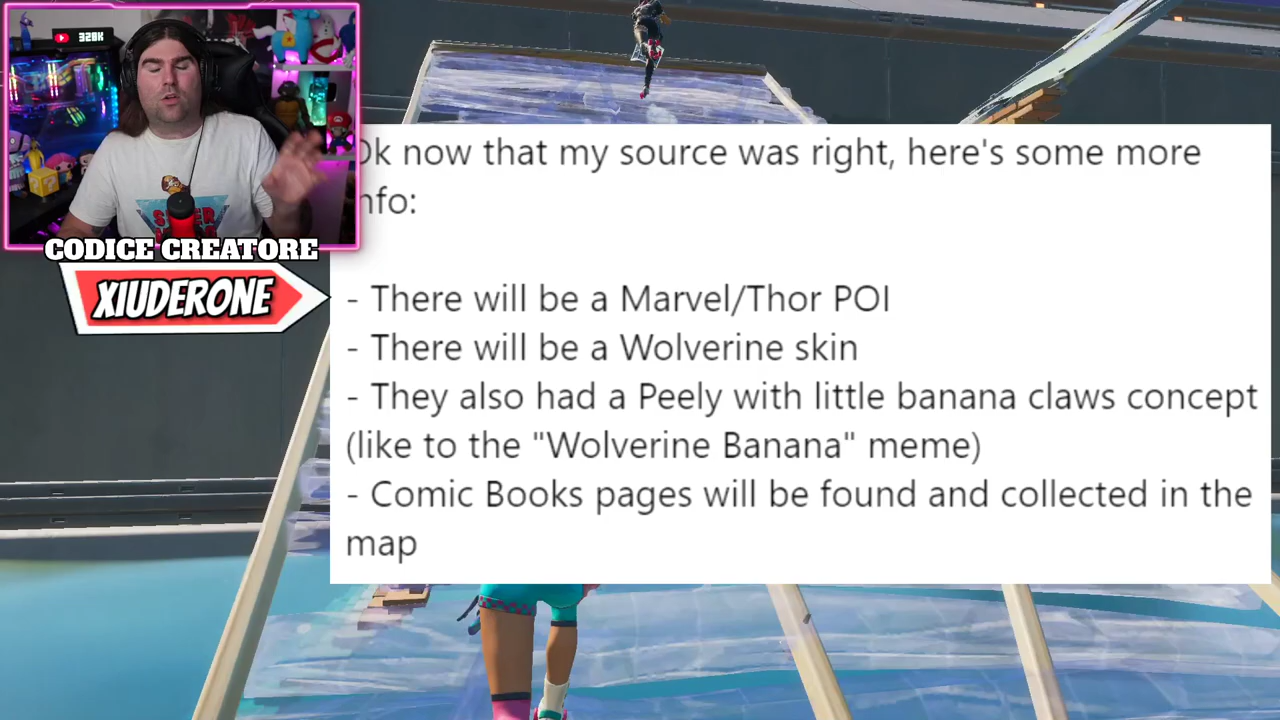 320K
Ok now that my source was right, here's some more
info:
- There will be a Marvel/Thor POI
- There will be a Wolverine skin
- They also had a Peely with little banana claws concept
(like to the "Wolverine Banana" meme)
- Comic Books pages will be found and collected in the
map
CODICE CREATORE
XIUDERONE